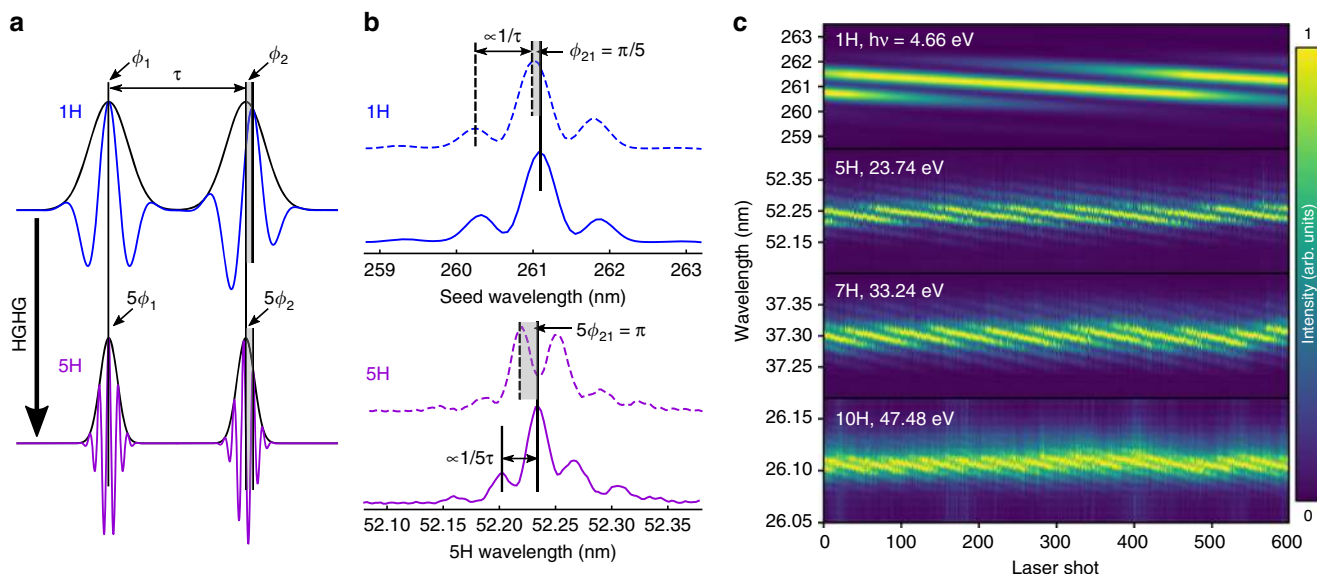 a
ϕ1
ϕ2
τ
1H
HGHG
5ϕ1
5ϕ2
5H
b
∝1/τ
ϕ21 = π/5
1H
259 260 261 262 263
Seed wavelength (nm)
5ϕ21 = π
5H
∝1/5τ
52.10 52.20 52.25 52.30 52.35
5H wavelength (nm)
c
1H, hν = 4.66 eV
263
262
261
260
259
5H, 23.74 eV
52.35
52.25
52.15
7H, 33.24 eV
37.35
37.30
37.25
10H, 47.48 eV
26.15
26.10
26.05
Wavelength (nm)
0 100 200 300 400 500 600
Laser shot
1
Intensity (arb. units)
0